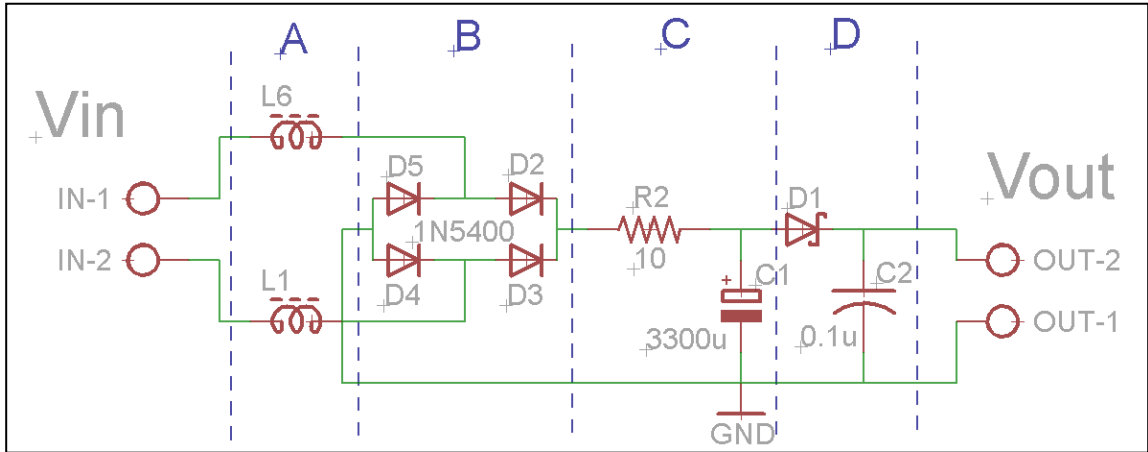 A
B
C
D
Vin
L6
IN-1
IN-2
L1
D5
D2
1N5400
D4
D3
R2
10
C1
3300u
GND
D1
C2
0.1u
Vout
OUT-2
OUT-1